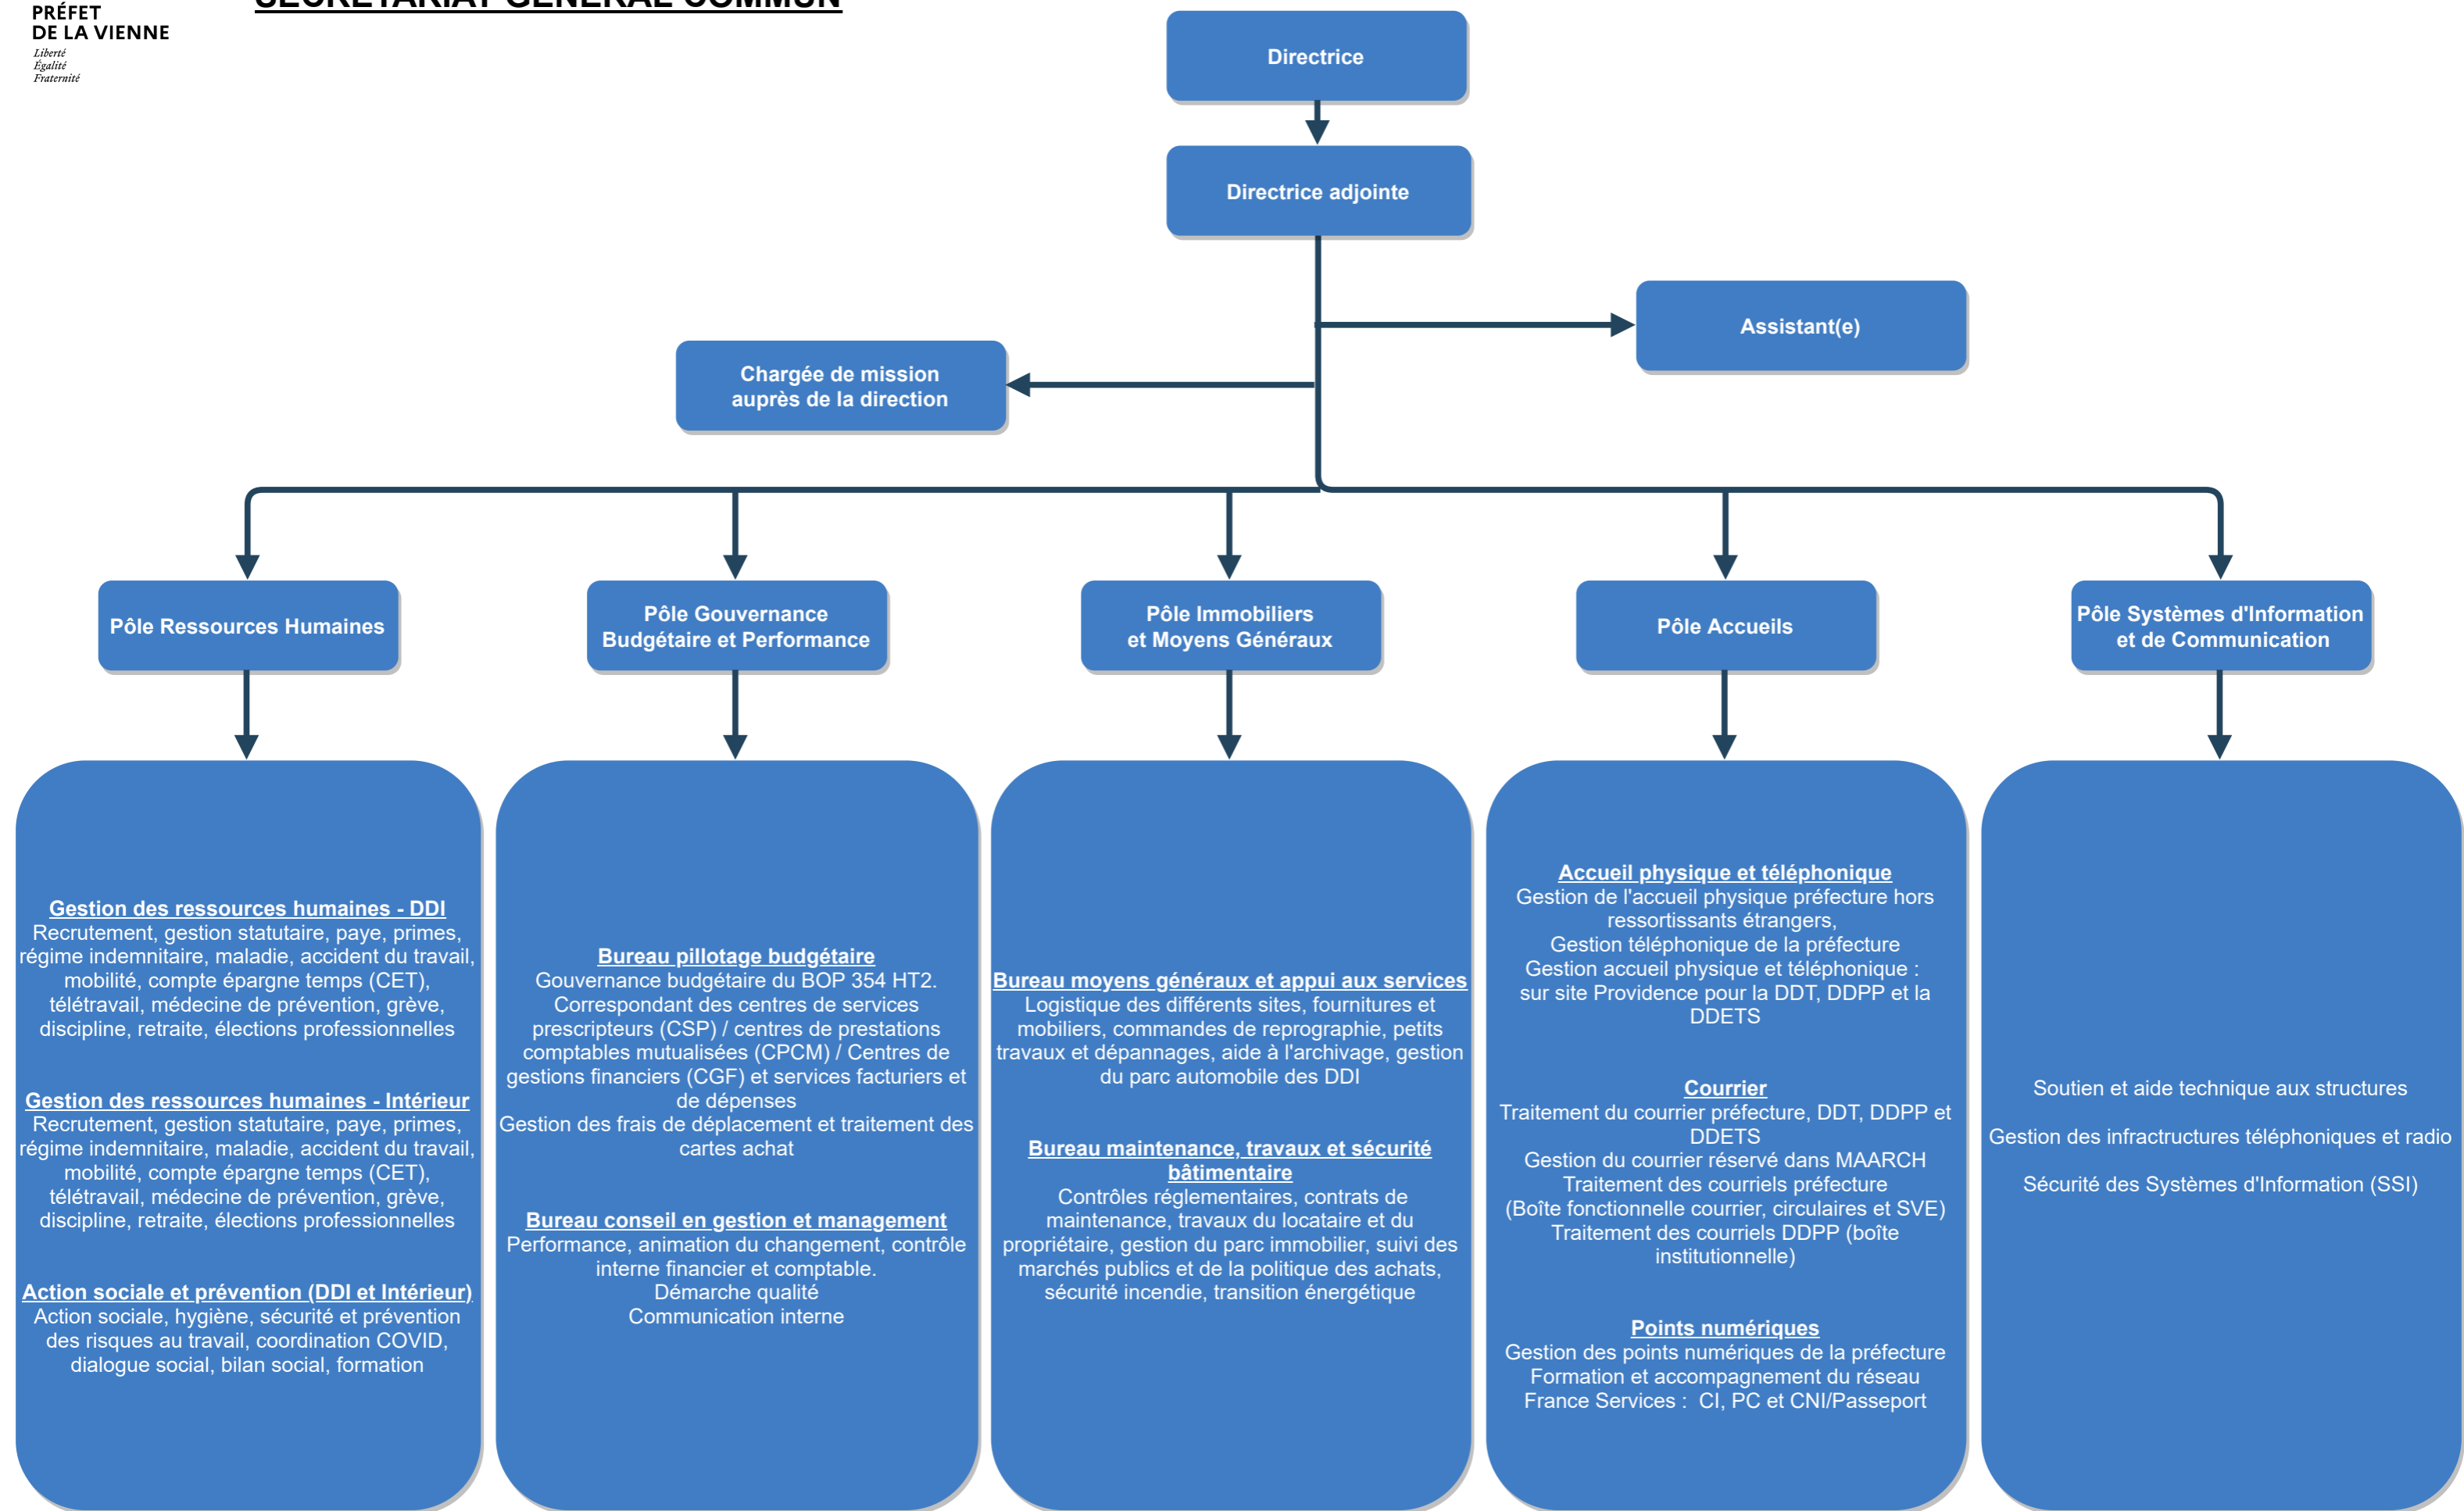 PRÉFET
DE LA VIENNE
Liberté
Égalité
Fraternité
SECRÉTARIAT GÉNÉRAL COMMUN
Directrice
Directrice adjointe
Assistant(e)
Chargée de mission
auprès de la direction
Pôle Ressources Humaines
Pôle Gouvernance
Budgétaire et Performance
Pôle Immobiliers
et Moyens Généraux
Pôle Accueils
Pôle Systèmes d'Information
et de Communication
Gestion des ressources humaines - DDI
Recrutement, gestion statutaire, paye, primes,
régime indemnitaire, maladie, accident du travail,
mobilité, compte épargne temps (CET),
télétravail, médecine de prévention, grève,
discipline, retraite, élections professionnelles
Gestion des ressources humaines - Intérieur
Recrutement, gestion statutaire, paye, primes,
régime indemnitaire, maladie, accident du travail,
mobilité, compte épargne temps (CET),
télétravail, médecine de prévention, grève,
discipline, retraite, élections professionnelles
Action sociale et prévention (DDI et Intérieur)
Action sociale, hygiène, sécurité et prévention
des risques au travail, coordination COVID,
dialogue social, bilan social, formation
Bureau pillotage budgétaire
Gouvernance budgétaire du BOP 354 HT2.
Correspondant des centres de services
prescripteurs (CSP) / centres de prestations
comptables mutualisées (CPCM) / Centres de
gestions financiers (CGF) et services facturiers et
de dépenses
Gestion des frais de déplacement et traitement des
cartes achat
Bureau conseil en gestion et management
Performance, animation du changement, contrôle
interne financier et comptable.
Démarche qualité
Communication interne
Bureau moyens généraux et appui aux services
Logistique des différents sites, fournitures et
mobiliers, commandes de reprographie, petits
travaux et dépannages, aide à l'archivage, gestion
du parc automobile des DDI
Bureau maintenance, travaux et sécurité
bâtimentaire
Contrôles réglementaires, contrats de
maintenance, travaux du locataire et du
propriétaire, gestion du parc immobilier, suivi des
marchés publics et de la politique des achats,
sécurité incendie, transition énergétique
Accueil physique et téléphonique
Gestion de l'accueil physique préfecture hors
ressortissants étrangers,
Gestion téléphonique de la préfecture
Gestion accueil physique et téléphonique :
sur site Providence pour la DDT, DDPP et la
DDETS
Courrier
Traitement du courrier préfecture, DDT, DDPP et
DDETS
Gestion du courrier réservé dans MAARCH
Traitement des courriels préfecture
(Boîte fonctionnelle courrier, circulaires et SVE)
Traitement des courriels DDPP (boîte
institutionnelle)
Points numériques
Gestion des points numériques de la préfecture
Formation et accompagnement du réseau
France Services : CI, PC et CNI/Passeport
Soutien et aide technique aux structures
Gestion des infractructures téléphoniques et radio
Sécurité des Systèmes d'Information (SSI)